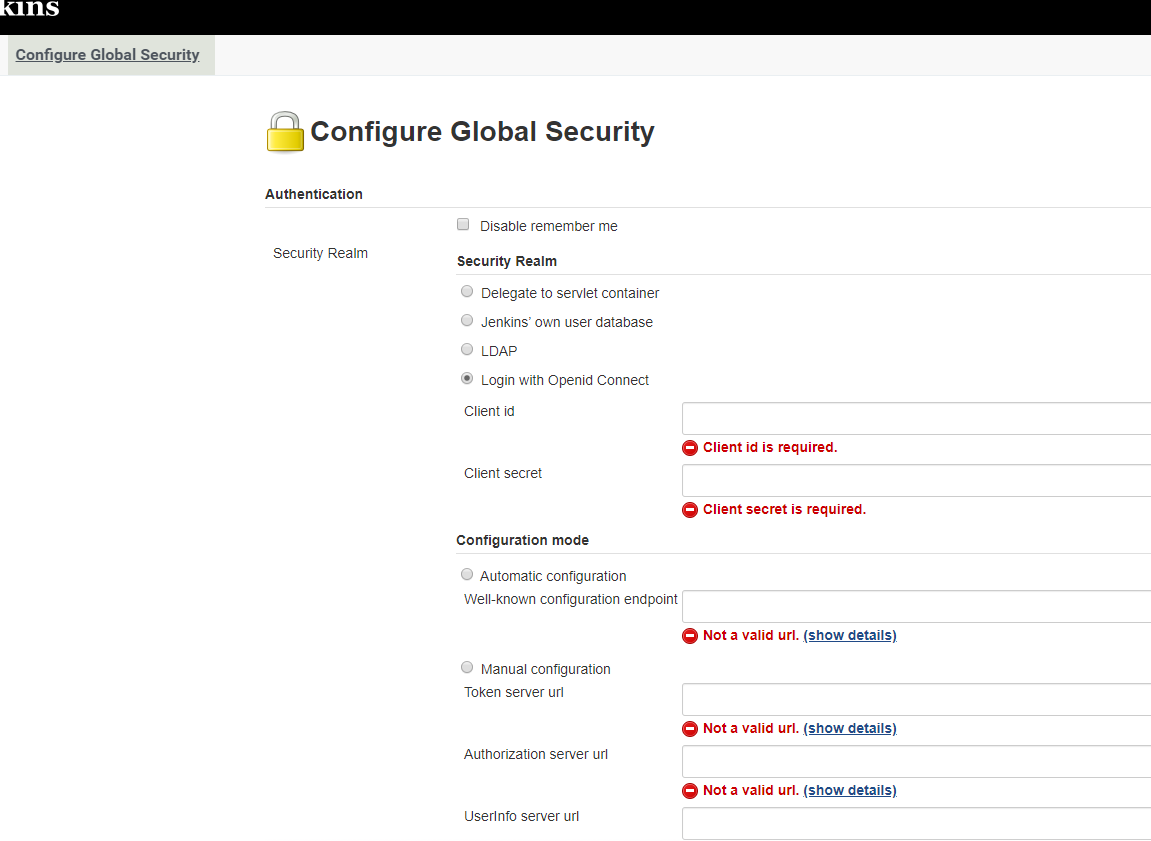 kins
Configure Global Security
Configure Global Security
Authentication
Disable remember me
Security Realm
Security Realm
Delegate to servlet container
Jenkins' own user database
LDAP
Login with Openid Connect
Client id
Client id is required.
Client secret
Client secret is required.
Configuration mode
Automatic configuration
Well-known configuration endpoint
Not a valid url. (show details)
Manual configuration
Token server url
Not a valid url. (show details)
Authorization server url
Not a valid url. (show details)
UserInfo server url